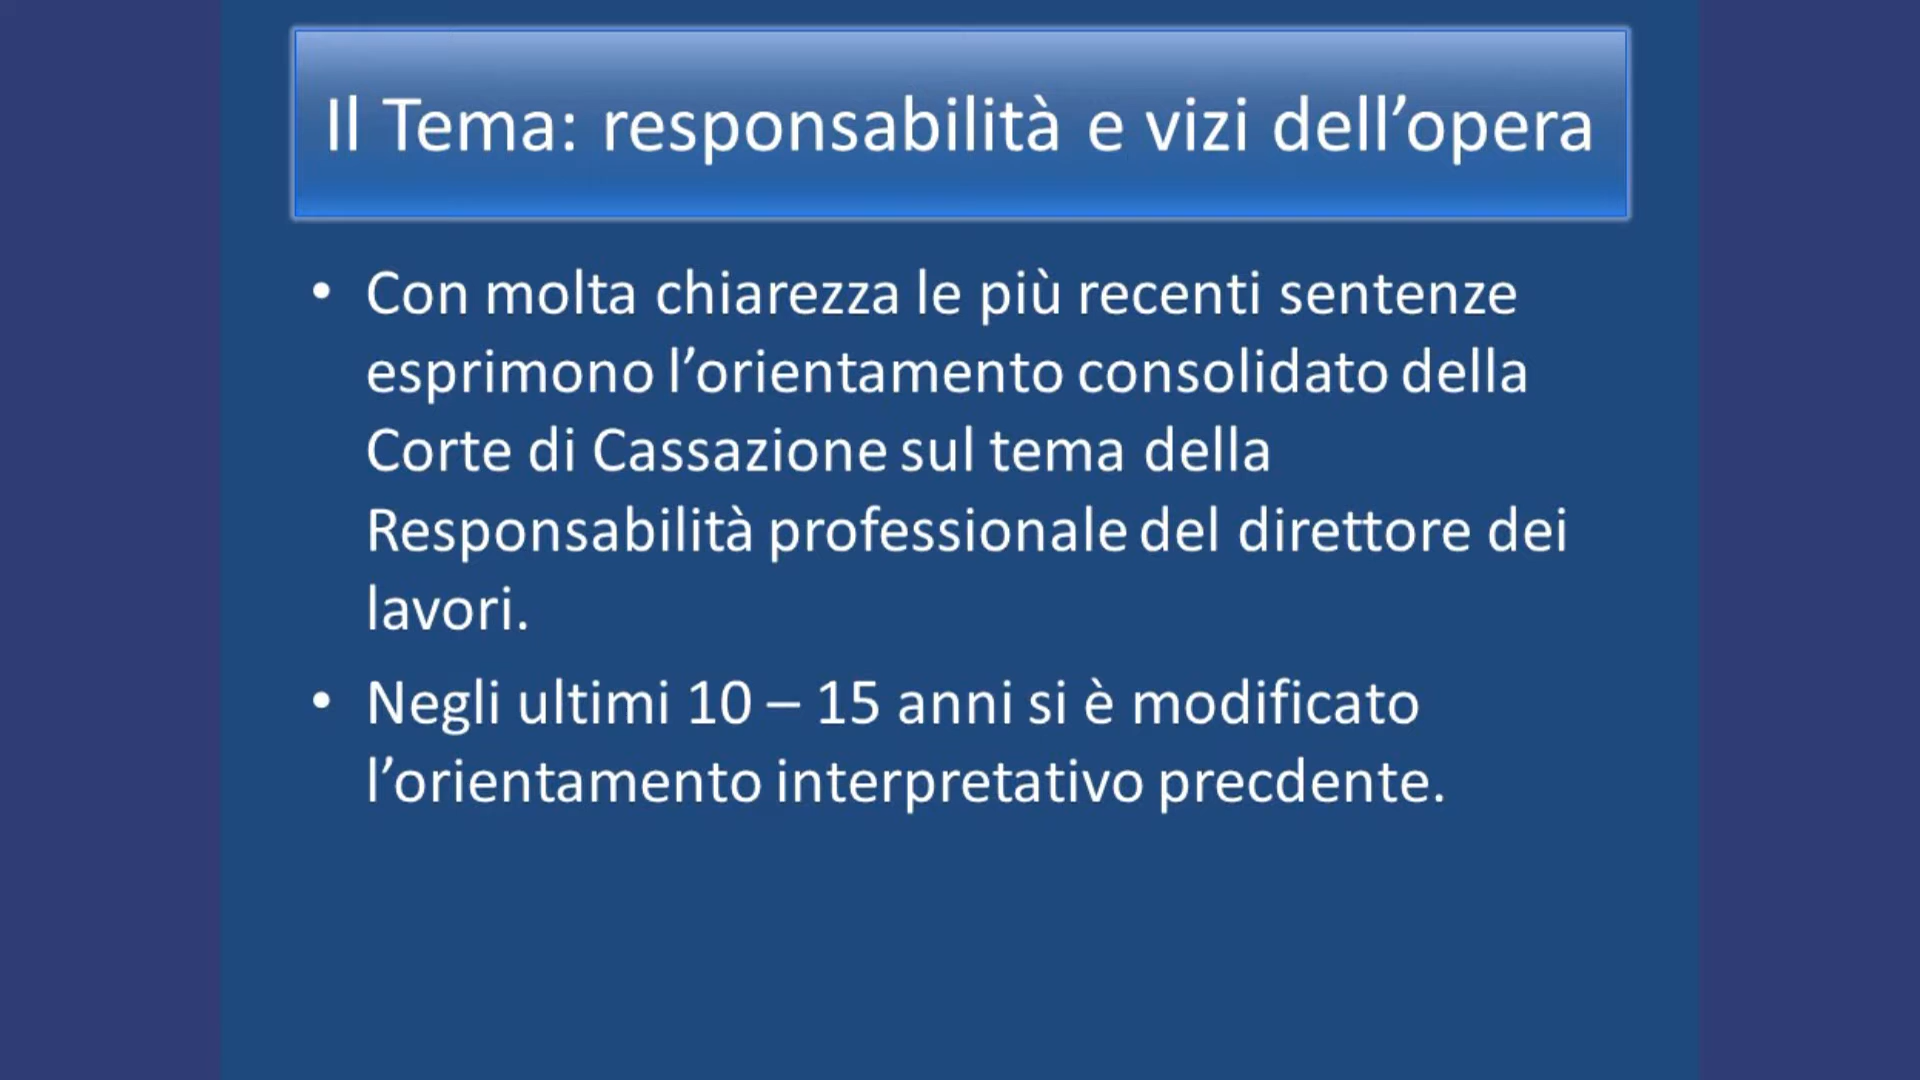 Il Tema: responsabilità e vizi dell’opera
• Con molta chiarezza le più recenti sentenze
esprimono l’orientamento consolidato della
Corte di Cassazione sul tema della
Responsabilità professionale del direttore dei
lavori.
• Negli ultimi 10 – 15 anni si è modificato
l’orientamento interpretativo precdente.